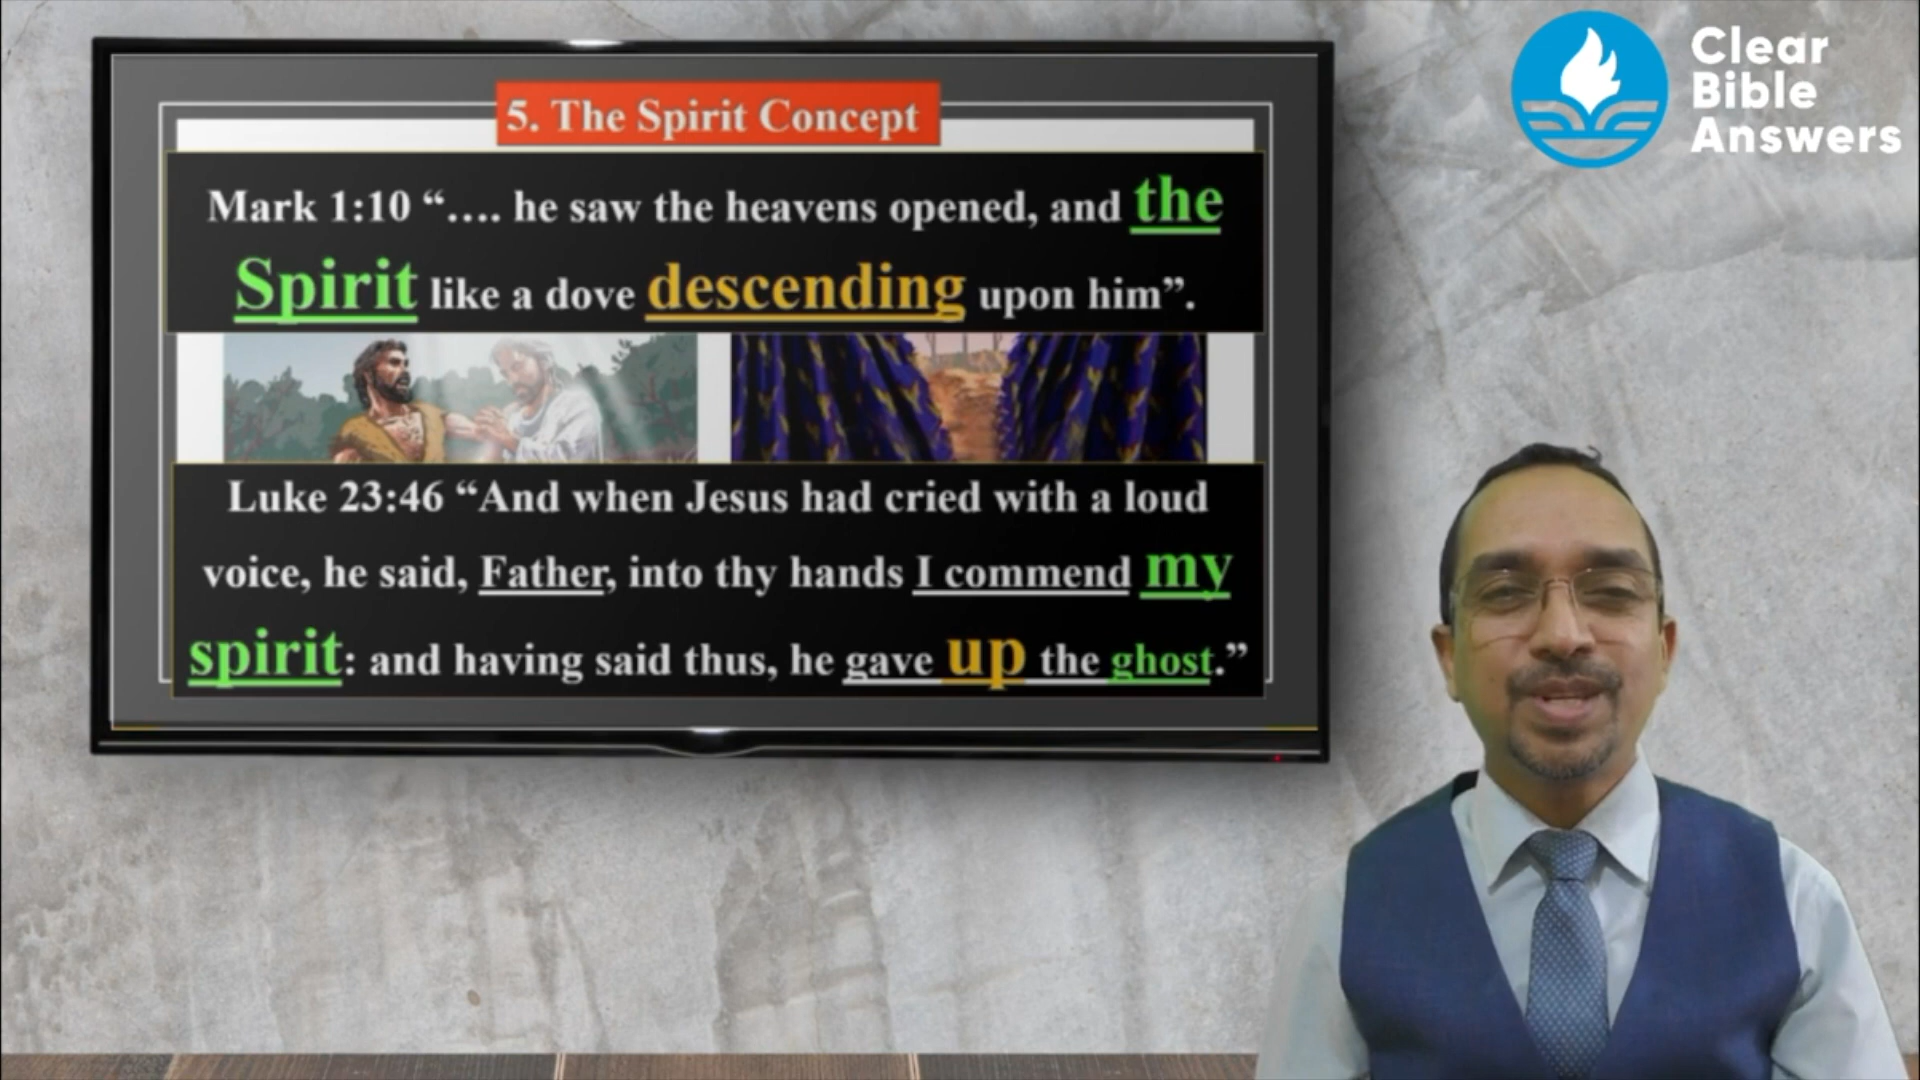 Clear
Bible
Answers
5. The Spirit Concept
Mark 1:10 “.... he saw the heavens opened, and the
Spirit like a dove descending upon him”.
Luke 23:46 “And when Jesus had cried with a loud
voice, he said, Father, into thy hands I commend my
spirit: and having said thus, he gave up the ghost.”